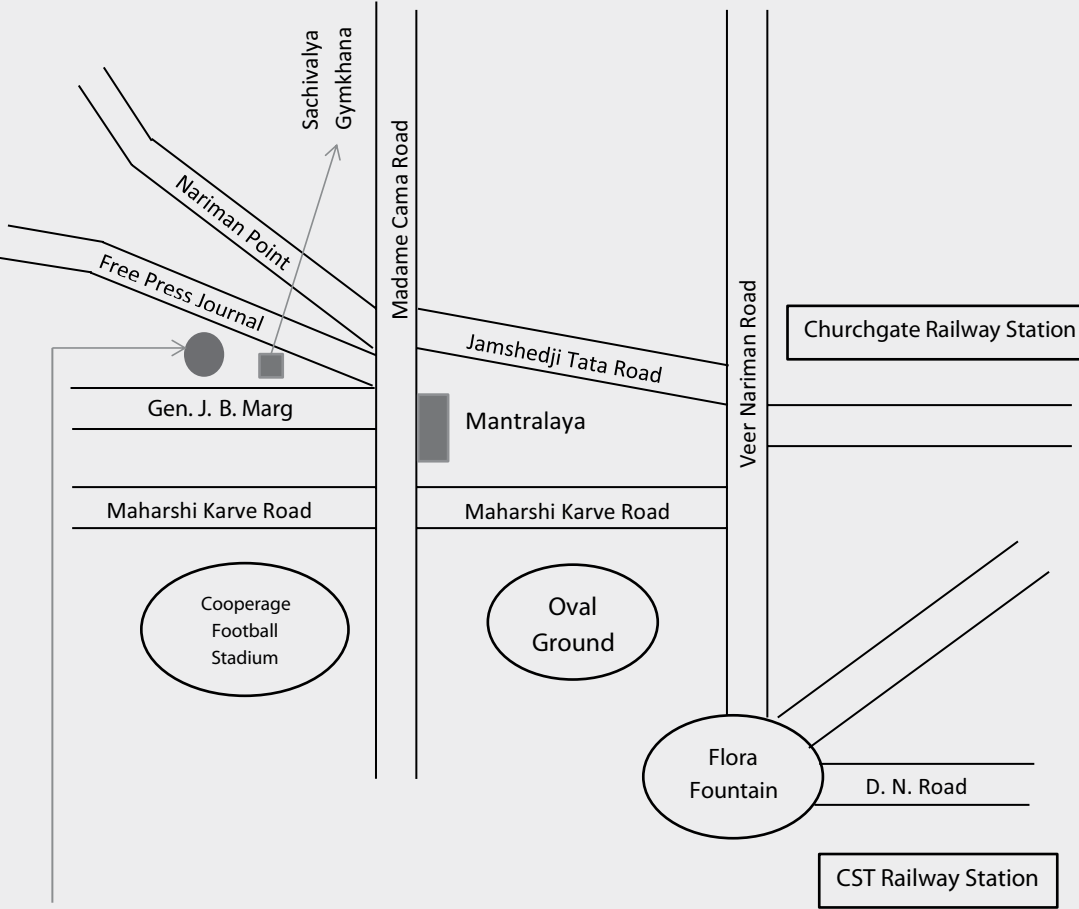 Sachivalya
Gymkhana
Madame Cama Road
Nariman Point
Free Press Journal
Jamshedji Tata Road
Veer Nariman Road
Churchgate Railway Station
Gen. J. B. Marg
Mantralaya
Maharshi Karve Road
Maharshi Karve Road
Cooperage
Football
Stadium
Oval
Ground
Flora
Fountain
D. N. Road
CST Railway Station